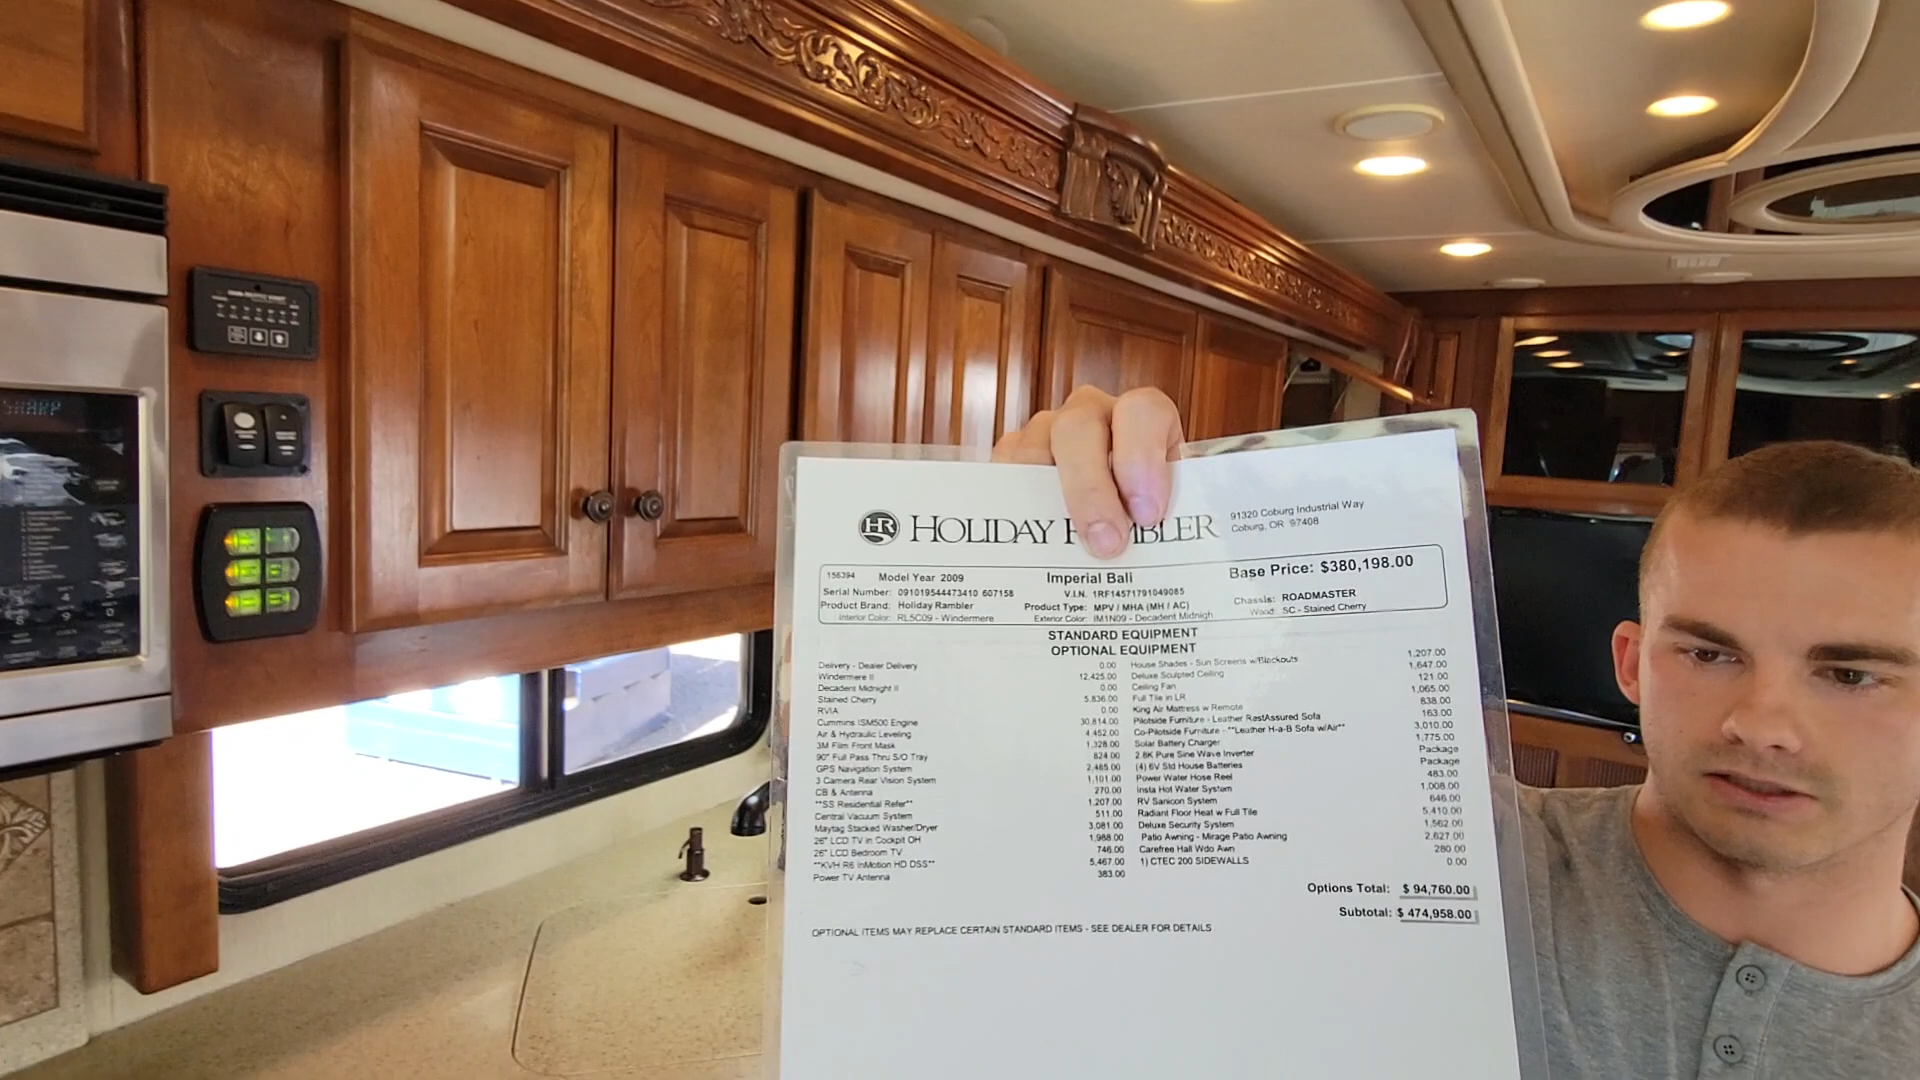 SHARP
HR HOLIDAY RAMBLER
91320 Coburg Industrial Way
Coburg, OR 97408
156394 Model Year 2009 Imperial Bali Base Price: $380,198.00
Serial Number: 091019544473410 607158 V.I.N. 1RF14571791049085 Chassis: ROADMASTER
Product Brand: Holiday Rambler Product Type: MPV / MHA (MH / AC) Wood: SC - Stained Cherry
Interior Color: RL5C09 - Windermere Exterior Color: IM1N09 - Decadent Midnigh
STANDARD EQUIPMENT
OPTIONAL EQUIPMENT
Delivery - Dealer Delivery 0.00
Windermere II 12,425.00
Decadent Midnight II 0.00
Stained Cherry 5,836.00
RVIA 0.00
Cummins ISM500 Engine 30,814.00
Air & Hydraulic Leveling 4,452.00
3M Film Front Mask 1,328.00
90" Full Pass Thru S/O Tray 824.00
GPS Navigation System 2,485.00
3 Camera Rear Vision System 1,101.00
CB & Antenna 270.00
**SS Residential Refer** 1,207.00
Central Vacuum System 511.00
Maytag Stacked Washer/Dryer 3,081.00
26" LCD TV in Cockpit OH 1,988.00
26" LCD Bedroom TV 746.00
**KVH R6 InMotion HD DSS** 5,467.00
Power TV Antenna 383.00
House Shades - Sun Screens w/Blackouts 1,207.00
Deluxe Sculpted Ceiling 1,647.00
Ceiling Fan 121.00
Full Tile in LR 1,065.00
King Air Mattress w Remote 838.00
Pilotside Furniture - Leather RestAssured Sofa 163.00
Co-Pilotside Furniture - **Leather H-a-B Sofa w/Air** 3,010.00
Solar Battery Charger 1,775.00
2.8K Pure Sine Wave Inverter Package
(4) 6V Std House Batteries Package
Power Water Hose Reel 483.00
Insta Hot Water System 1,008.00
RV Sanicon System 646.00
Radiant Floor Heat w Full Tile 5,410.00
Deluxe Security System 1,562.00
Patio Awning - Mirage Patio Awning 2,627.00
Carefree Hall Wdo Awn 280.00
1) CTEC 200 SIDEWALLS 0.00
Options Total: $ 94,760.00
Subtotal: $ 474,958.00
OPTIONAL ITEMS MAY REPLACE CERTAIN STANDARD ITEMS - SEE DEALER FOR DETAILS